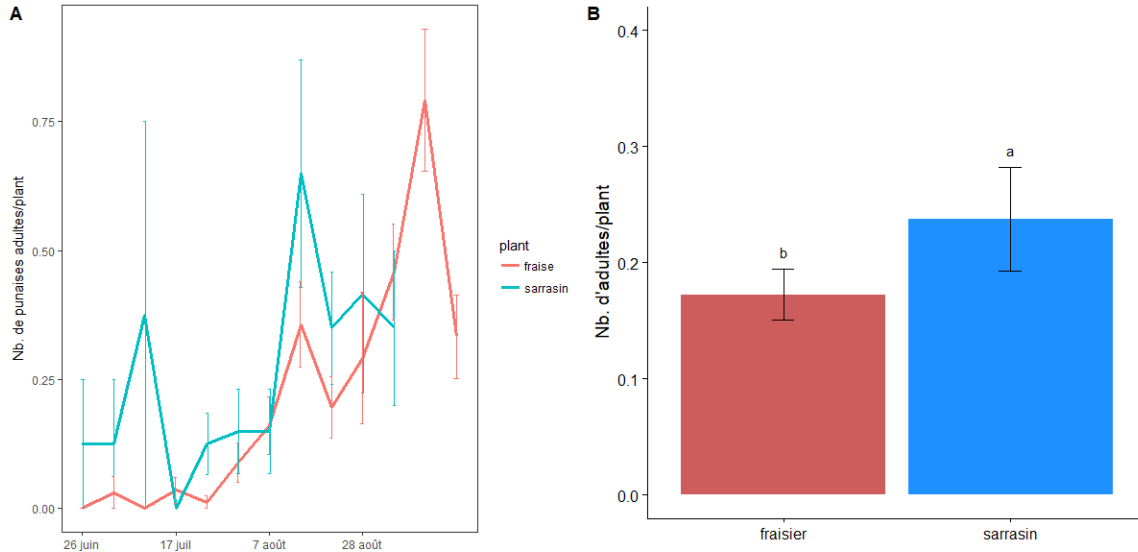 A
Nb. de punaises adultes/plant
0.75
0.50
0.25
0.00
26 juin
17 juil
7 août
28 août
plant
fraise
sarrasin
B
Nb. d'adultes/plant
0.4
0.3
0.2
0.1
0.0
b
a
fraisier
sarrasin